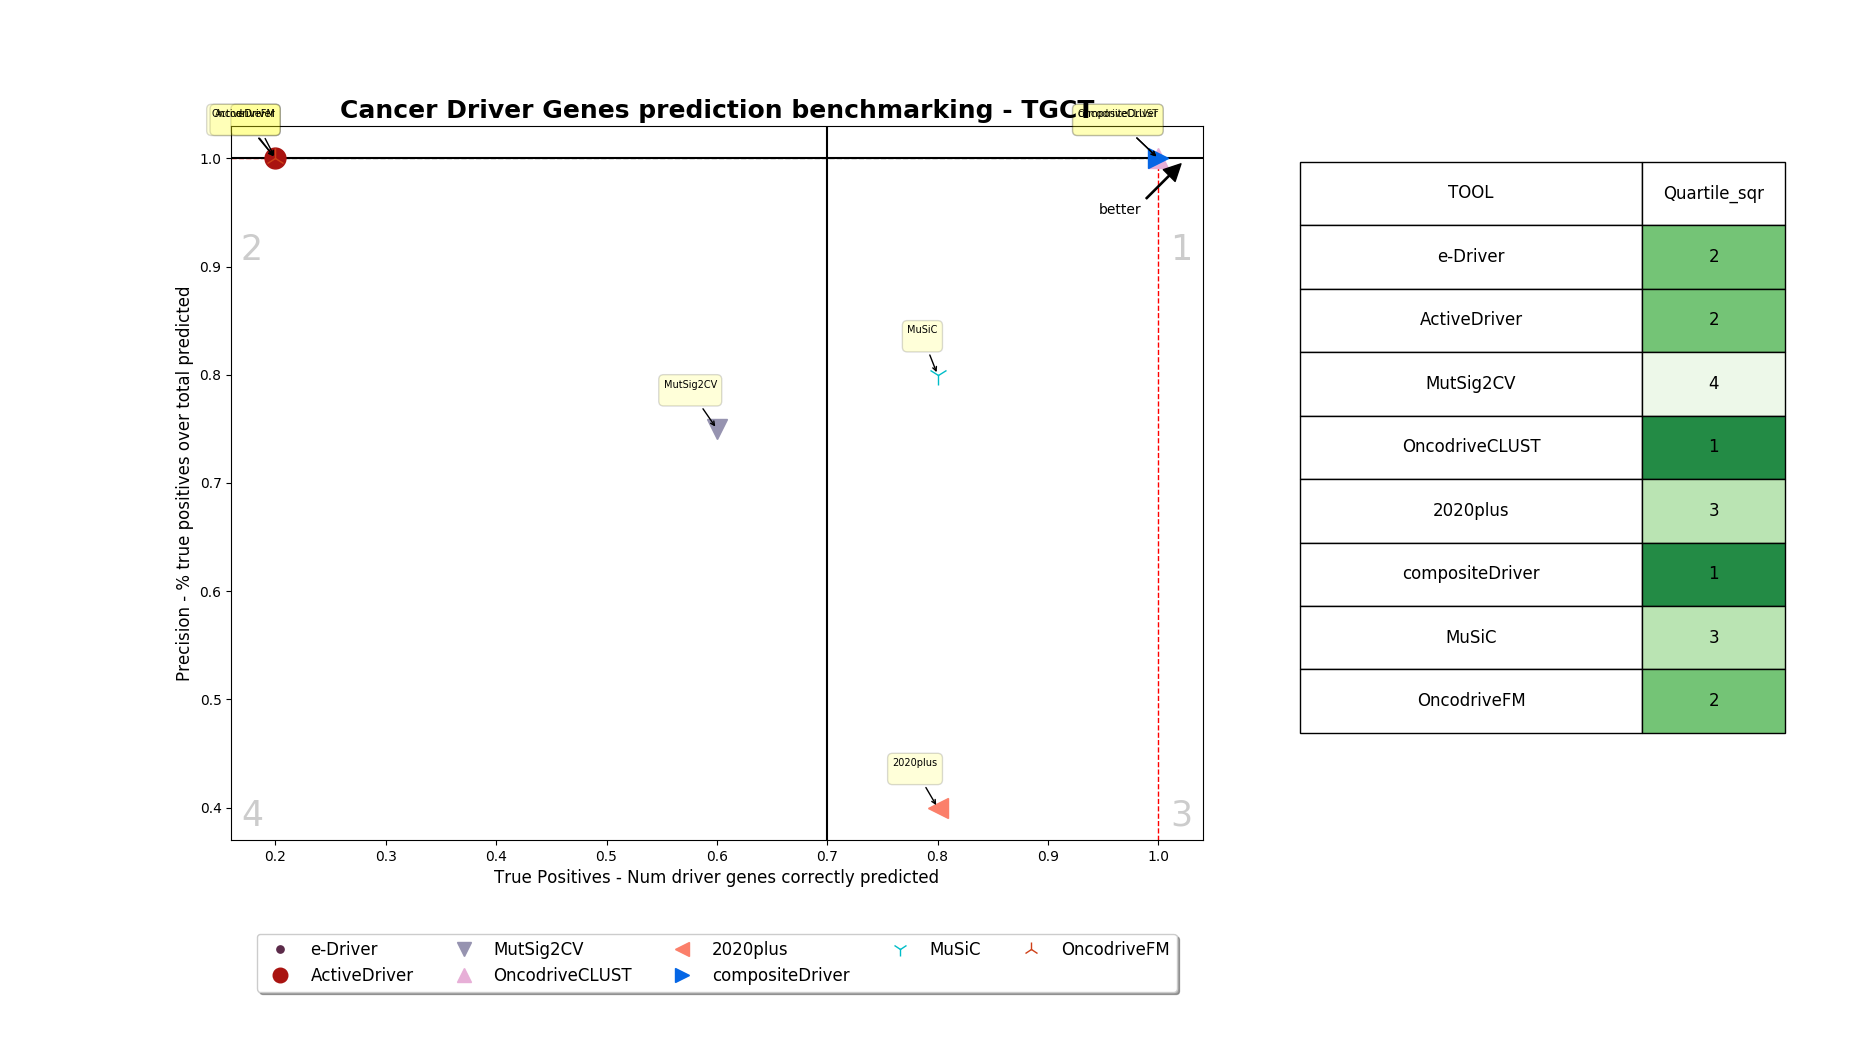 Cancer Driver Genes prediction benchmarking - TGCT
OncodriveFM
MuSiC
MutSig2CV
2020plus
better
2
1
4
3
Precision - % true positives over total predicted
1.0
0.9
0.8
0.7
0.6
0.5
0.4
0.2 0.3 0.4 0.5 0.6 0.7 0.8 0.9 1.0
True Positives - Num driver genes correctly predicted
e-Driver MutSig2CV 2020plus MuSiC OncodriveFM
ActiveDriver OncodriveCLUST compositeDriver
TOOL Quartile_sqr
e-Driver 2
ActiveDriver 2
MutSig2CV 4
OncodriveCLUST 1
2020plus 3
compositeDriver 1
MuSiC 3
OncodriveFM 2